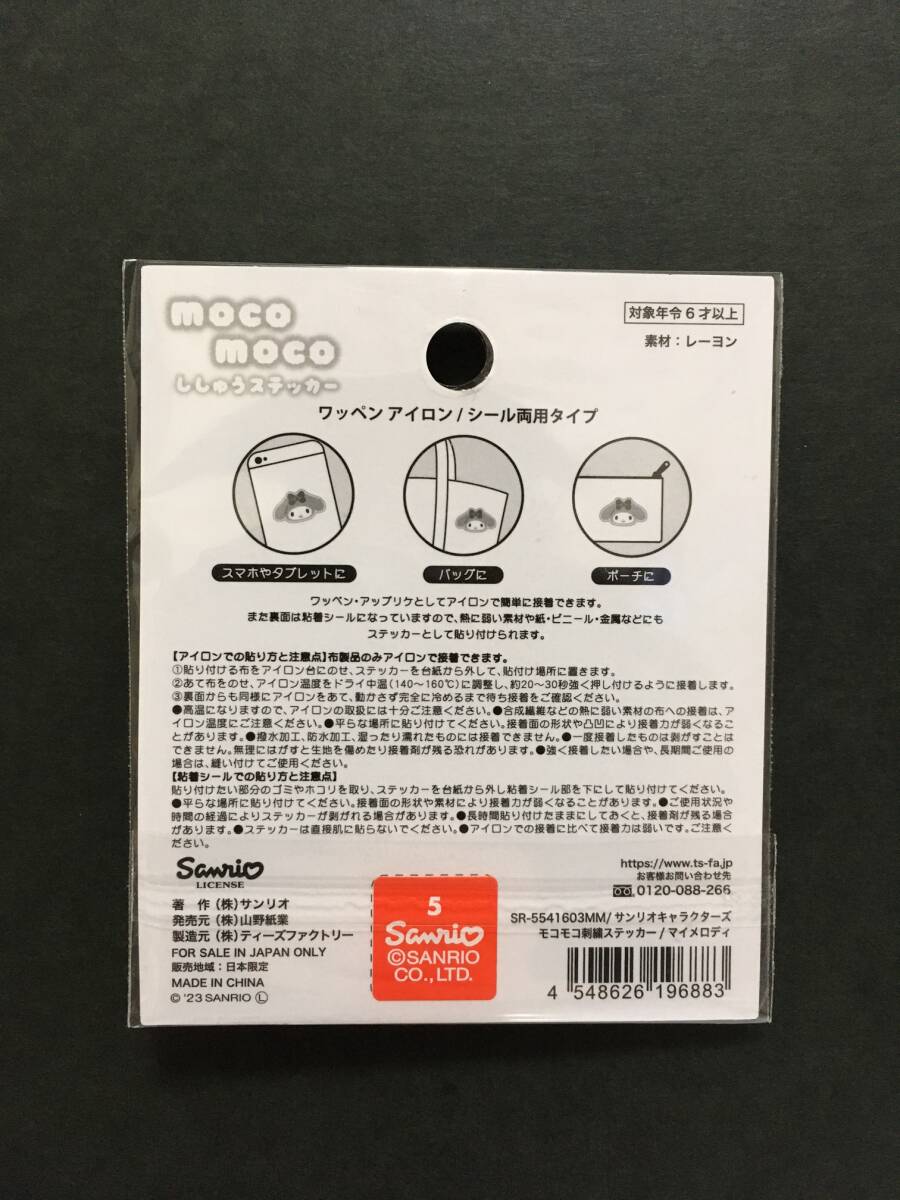 moco
moco
ししゅうステッカー
対象年令6才以上
素材：レーヨン
ワッペン アイロン/シール両用タイプ
スマホやタブレットに
バッグに
ポーチに
ワッペン・アップリケとしてアイロンで簡単に接着できます。
また裏面は粘着シールになっていますので、熱に弱い素材や紙・ビニール・金属などにも
ステッカーとして貼り付けられます。
【アイロンでの貼り方と注意点】布製品のみアイロンで接着できます。
①貼り付ける布をアイロン台にのせ、ステッカーを台紙から外して、貼付け場所に置きます。
②あて布をのせ、アイロン温度をドライ中温(140～160℃)に調整し、約20～30秒強く押し付けるように接着します。
③裏面からも同様にアイロンをあて、動かさず完全に冷めるまで待ち接着をご確認ください。
●高温になりますので、アイロンの取扱には十分ご注意ください。●合成繊維などの熱に弱い素材の布への接着は、ア
イロン温度にご注意ください。●平らな場所に貼り付けてください。接着面の形状や凸凹により接着力が弱くなるこ
とがあります。●撥水加工、防水加工、湿ったり濡れたものには接着できません。●一度接着したものは剥がすことは
できません。無理にはがすと生地を傷めたり接着剤が残る恐れがあります。●強く接着したい場合や、長期間ご使用の
場合は、縫い付けてご使用ください。
【粘着シールでの貼り方と注意点】
貼り付けたい部分のゴミやホコリを取り、ステッカーを台紙から外し粘着シール部を下にして貼り付けてください。
●平らな場所に貼り付けてください。接着面の形状や素材により接着力が弱くなることがあります。●ご使用状況や
時間の経過によりステッカーが剥がれる場合があります。●長時間貼り付けたままにしておくと、接着剤が残る場合
があります。●ステッカーは直接肌に貼らないでください。●アイロンでの接着に比べて接着力は弱いです。ご注意く
ださい。
Sanrio
LICENSE
著 作 (株)サンリオ
発売元 (株)山野紙業
製造元 (株)ティーズファクトリー
FOR SALE IN JAPAN ONLY
販売地域：日本限定
MADE IN CHINA
© '23 SANRIO Ⓛ
5
Sanrio
©SANRIO
CO.,LTD.
https://www.ts-fa.jp
お客様お問い合わせ先
0120-088-266
SR-5541603MM/サンリオキャラクターズ
モコモコ刺繍ステッカー/マイメロディ
4 548626 196883